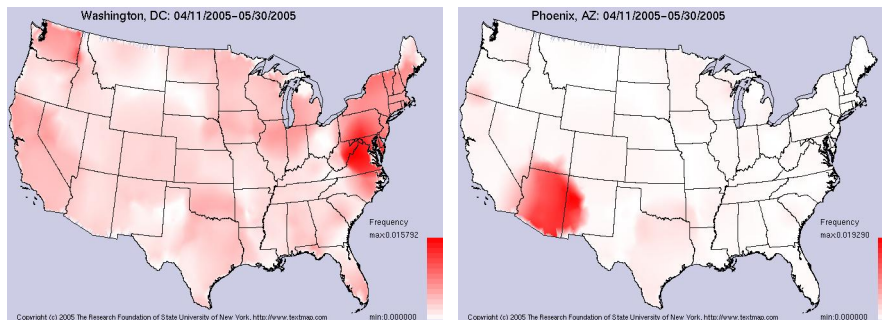 Washington, DC: 04/11/2005-05/30/2005
Frequency
max:0.015792
min:0.000000
Copyright (c) 2005 The Research Foundation of State University of New York, http://www.textmap.com
Phoenix, AZ: 04/11/2005-05/30/2005
Frequency
max:0.019290
min:0.000000
Copyright (c) 2005 The Research Foundation of State University of New York, http://www.textmap.com